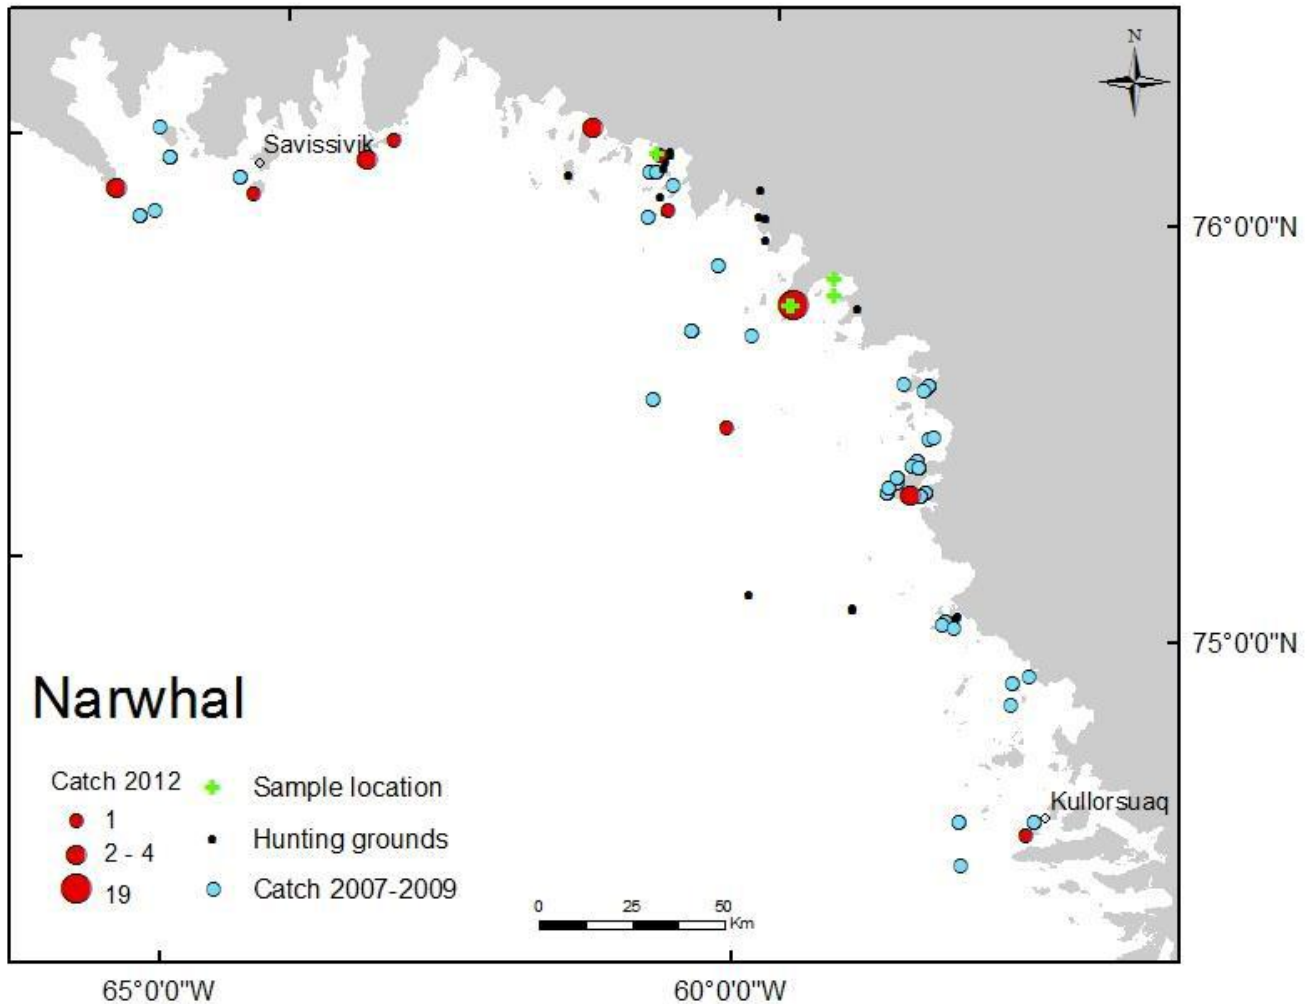 N
Savissivik
76°0'0"N
75°0'0"N
Narwhal
Catch 2012
1
2 - 4
19
Sample location
Hunting grounds
Catch 2007-2009
Kullorsuaq
0 25 50
Km
65°0'0"W 60°0'0"W